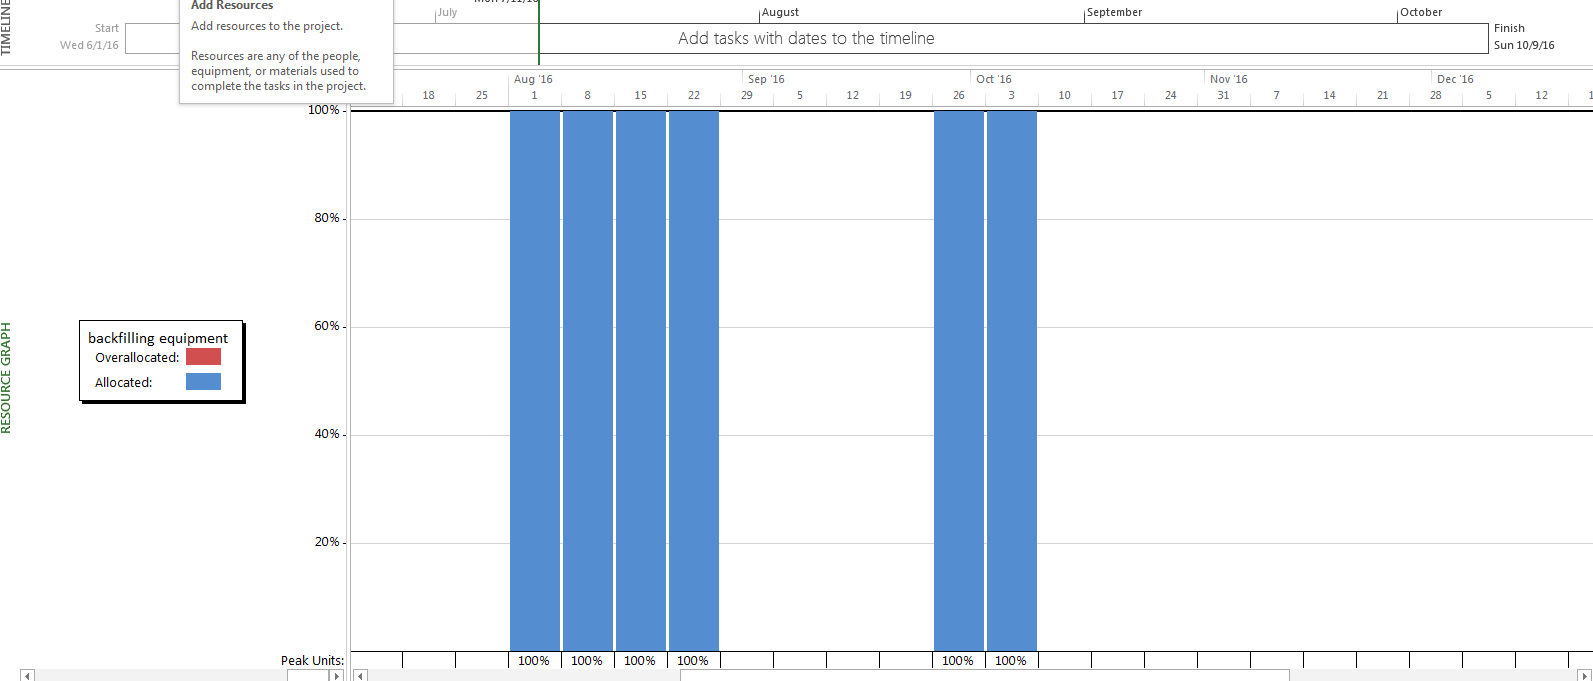 TIMELINE
Add Resources
Add resources to the project.
Resources are any of the people,
equipment, or materials used to
complete the tasks in the project.
Start
Wed 6/1/16
July
August
September
October
Add tasks with dates to the timeline
Finish
Sun 10/9/16
Aug '16
Sep '16
Oct '16
Nov '16
Dec '16
18 25 1 8 15 22 29 5 12 19 26 3 10 17 24 31 7 14 21 28 5 12
RESOURCE GRAPH
100%
80%
60%
40%
20%
backfilling equipment
Overallocated:
Allocated:
Peak Units: 100% 100% 100% 100% 100% 100%